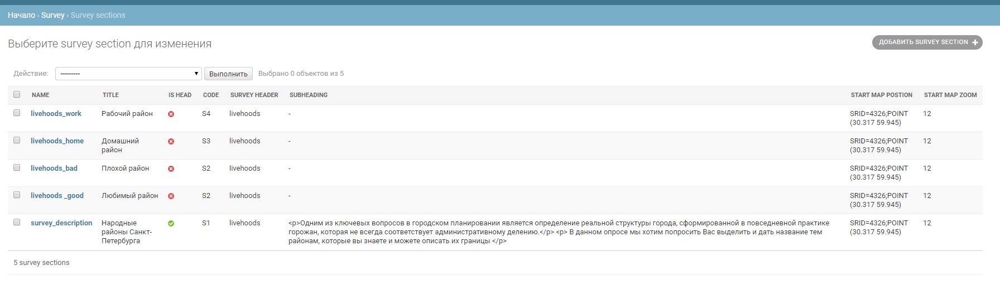 Начало › Survey › Survey sections
Выберите survey section для изменения
ДОБАВИТЬ SURVEY SECTION
Действие: --------- Выполнить Выбрано 0 объектов из 5
NAME TITLE IS HEAD CODE SURVEY HEADER SUBHEADING START MAP POSTION START MAP ZOOM
livehoods_work Рабочий район S4 livehoods - SRID=4326;POINT 12
(30.317 59.945)
livehoods_home Домашний S3 livehoods - SRID=4326;POINT 12
район (30.317 59.945)
livehoods_bad Плохой район S2 livehoods - SRID=4326;POINT 12
(30.317 59.945)
livehoods _good Любимый район S2 livehoods - SRID=4326;POINT 12
(30.317 59.945)
survey_description Народные S1 livehoods <p>Одним из ключевых вопросов в городском планировании является определение реальной структуры города, сформированной в повседневной практике SRID=4326;POINT 12
районы Санкт- горожан, которая не всегда соответствует административному делению.</p> <p> В данном опросе мы хотим попросить Вас выделить и дать название тем (30.317 59.945)
Петербурга районам, которые вы знаете и можете описать их границы </p>
5 survey sections